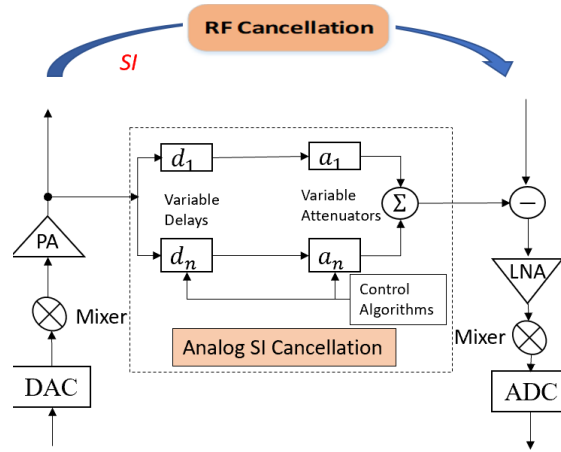 RF Cancellation
SI
d₁
a₁
Variable
Delays
Variable
Attenuators
Σ
−
PA
dₙ
aₙ
LNA
Control
Algorithms
Mixer
Mixer
Analog SI Cancellation
DAC
ADC